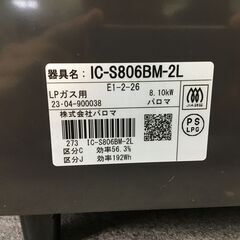 器具名: IC-S806BM-2L
E1-2-26
LPガス用 8.10kW
23·04-900038 パロマ
株式会社パロマ
273 IC-S806BM-2L
区分C 効率56.3%
区分J 効率192Wh
PS
LPG